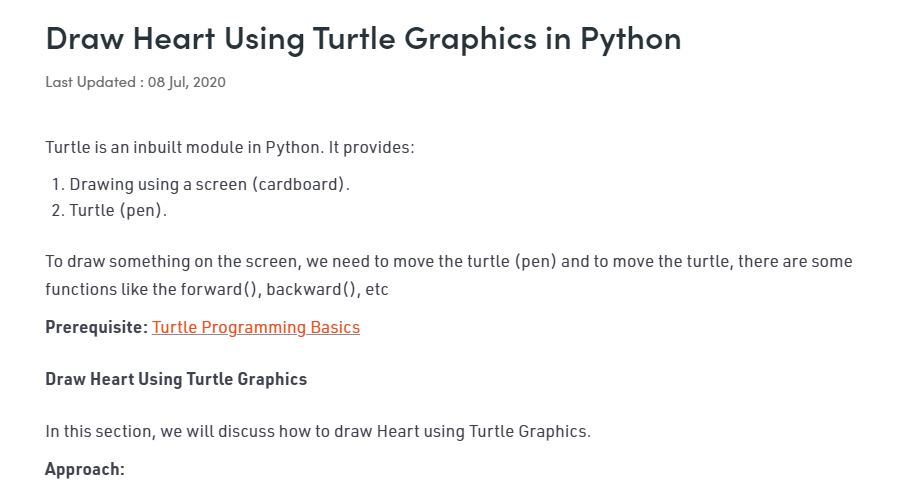 Draw Heart Using Turtle Graphics in Python
Last Updated : 08 Jul, 2020
Turtle is an inbuilt module in Python. It provides:
1. Drawing using a screen (cardboard).
2. Turtle (pen).
To draw something on the screen, we need to move the turtle (pen) and to move the turtle, there are some
functions like the forward(), backward(), etc
Prerequisite: Turtle Programming Basics
Draw Heart Using Turtle Graphics
In this section, we will discuss how to draw Heart using Turtle Graphics.
Approach: